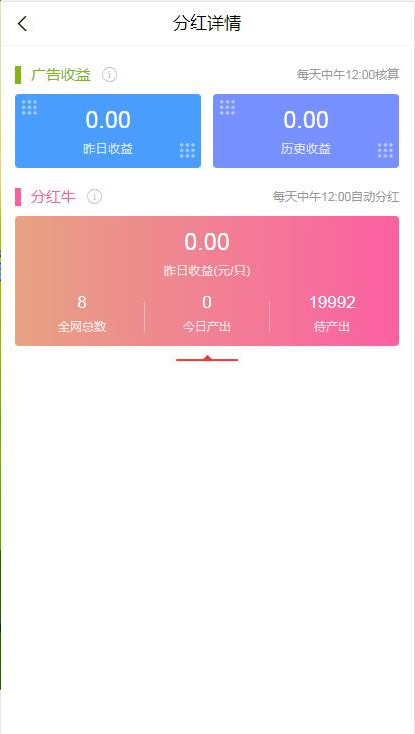 分红详情
广告收益
每天中午12:00核算
0.00
昨日收益
0.00
历史收益
分红牛
每天中午12:00自动分红
0.00
昨日收益(元/只)
8
全网总数
0
今日产出
19992
待产出